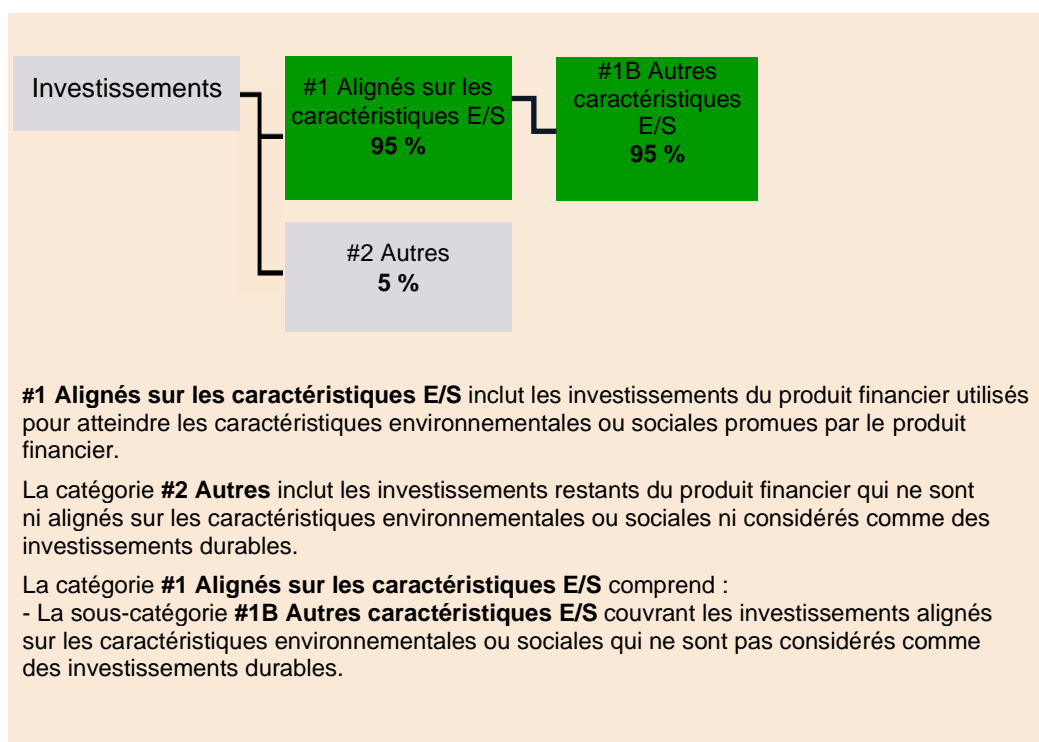 Investissements
#1 Alignés sur les
caractéristiques E/S
95 %
#1B Autres
caractéristiques
E/S
95 %
#2 Autres
5 %
#1 Alignés sur les caractéristiques E/S inclut les investissements du produit financier utilisés
pour atteindre les caractéristiques environnementales ou sociales promues par le produit
financier.
La catégorie #2 Autres inclut les investissements restants du produit financier qui ne sont
ni alignés sur les caractéristiques environnementales ou sociales ni considérés comme des
investissements durables.
La catégorie #1 Alignés sur les caractéristiques E/S comprend :
- La sous-catégorie #1B Autres caractéristiques E/S couvrant les investissements alignés
sur les caractéristiques environnementales ou sociales qui ne sont pas considérés comme
des investissements durables.